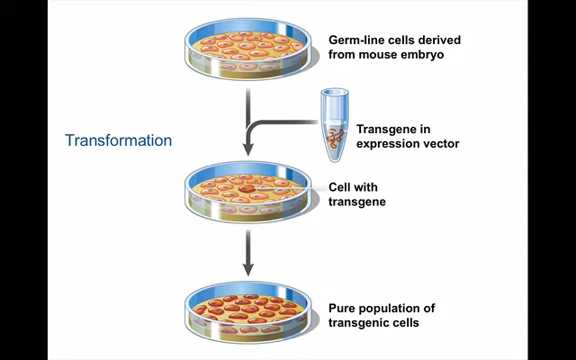 Germ-line cells derived
from mouse embryo
Transformation
Transgene in
expression vector
Cell with
transgene
Pure population of
transgenic cells